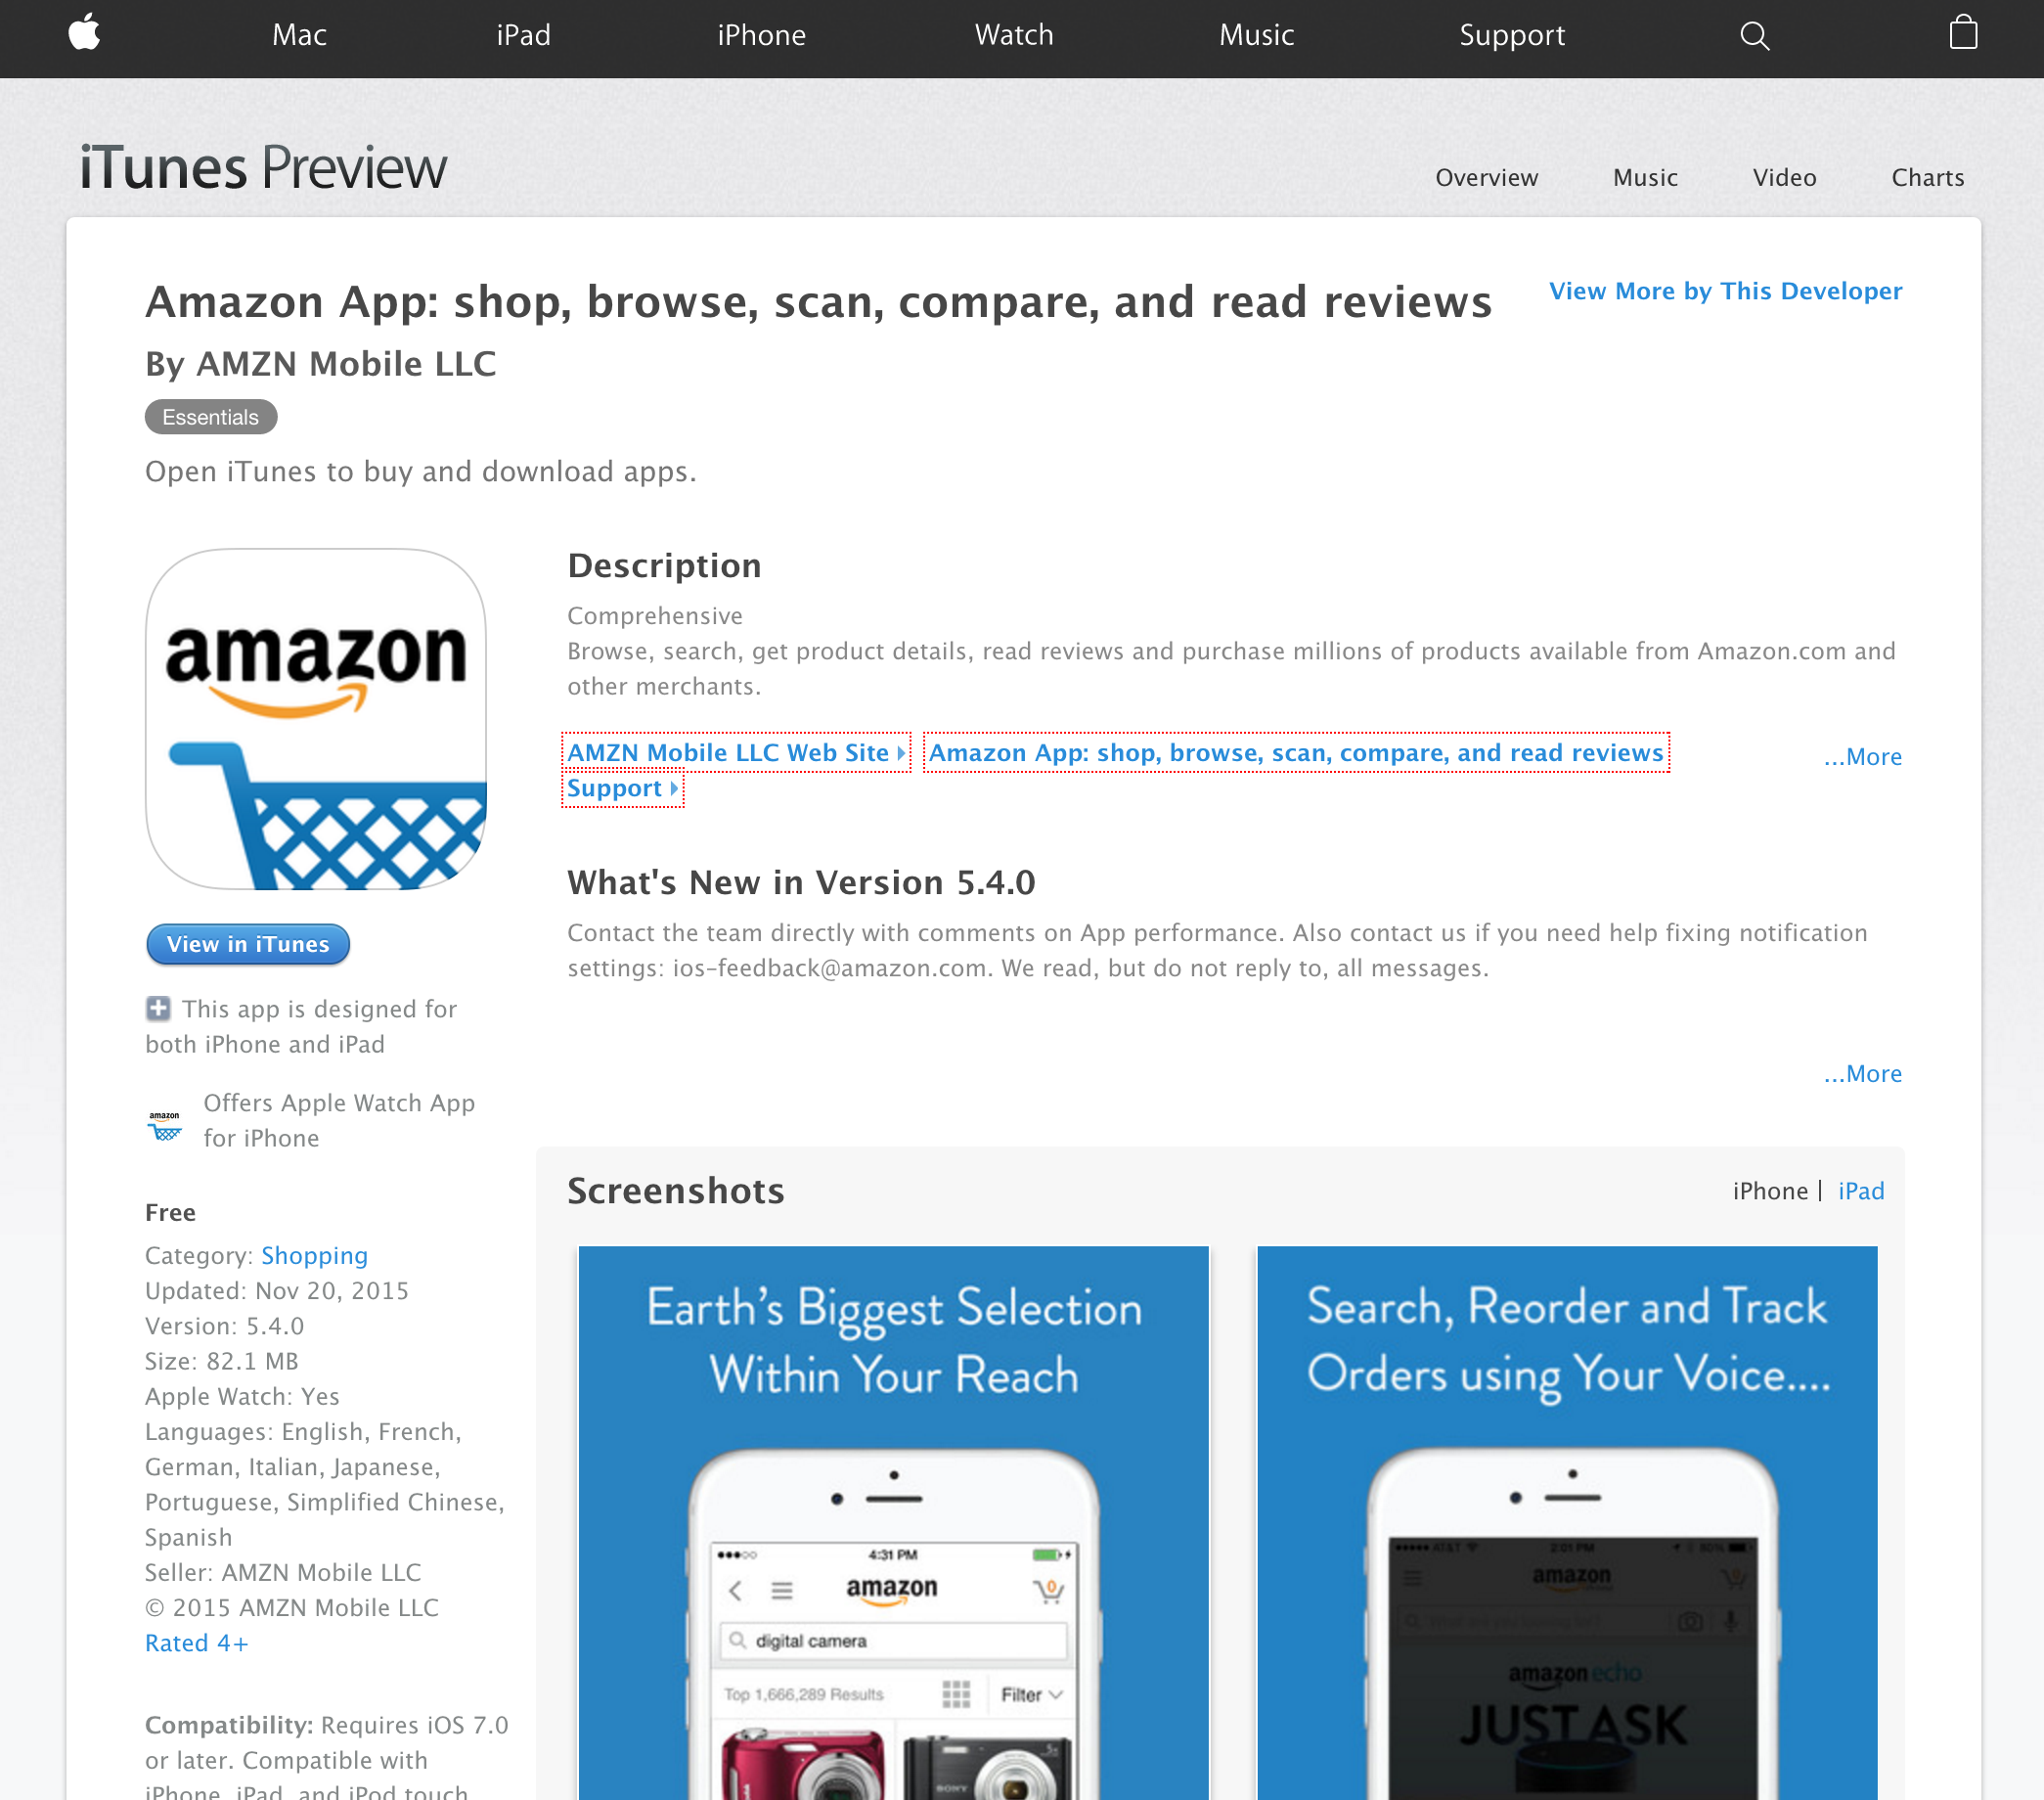 Mac iPad iPhone Watch Music Support
iTunes Preview
Overview Music Video Charts
Amazon App: shop, browse, scan, compare, and read reviews
View More by This Developer
By AMZN Mobile LLC
Essentials
Open iTunes to buy and download apps.
amazon
Description
Comprehensive
Browse, search, get product details, read reviews and purchase millions of products available from Amazon.com and
other merchants.
AMZN Mobile LLC Web Site Amazon App: shop, browse, scan, compare, and read reviews
Support
...More
What's New in Version 5.4.0
Contact the team directly with comments on App performance. Also contact us if you need help fixing notification
settings: ios-feedback@amazon.com. We read, but do not reply to, all messages.
...More
View in iTunes
This app is designed for
both iPhone and iPad
amazon
Offers Apple Watch App
for iPhone
Free
Category: Shopping
Updated: Nov 20, 2015
Version: 5.4.0
Size: 82.1 MB
Apple Watch: Yes
Languages: English, French,
German, Italian, Japanese,
Portuguese, Simplified Chinese,
Spanish
Seller: AMZN Mobile LLC
© 2015 AMZN Mobile LLC
Rated 4+
Compatibility: Requires iOS 7.0
or later. Compatible with
iPhone, iPad, and iPod touch
Screenshots
iPhone | iPad
Earth's Biggest Selection
Within Your Reach
4:31 PM
amazon
0
digital camera
Top 1,666,289 Results
Filter
SONY
5x
Search, Reorder and Track
Orders using Your Voice....
AT&T 2:01 PM 80%
amazon
0
amazon echo
JUST ASK